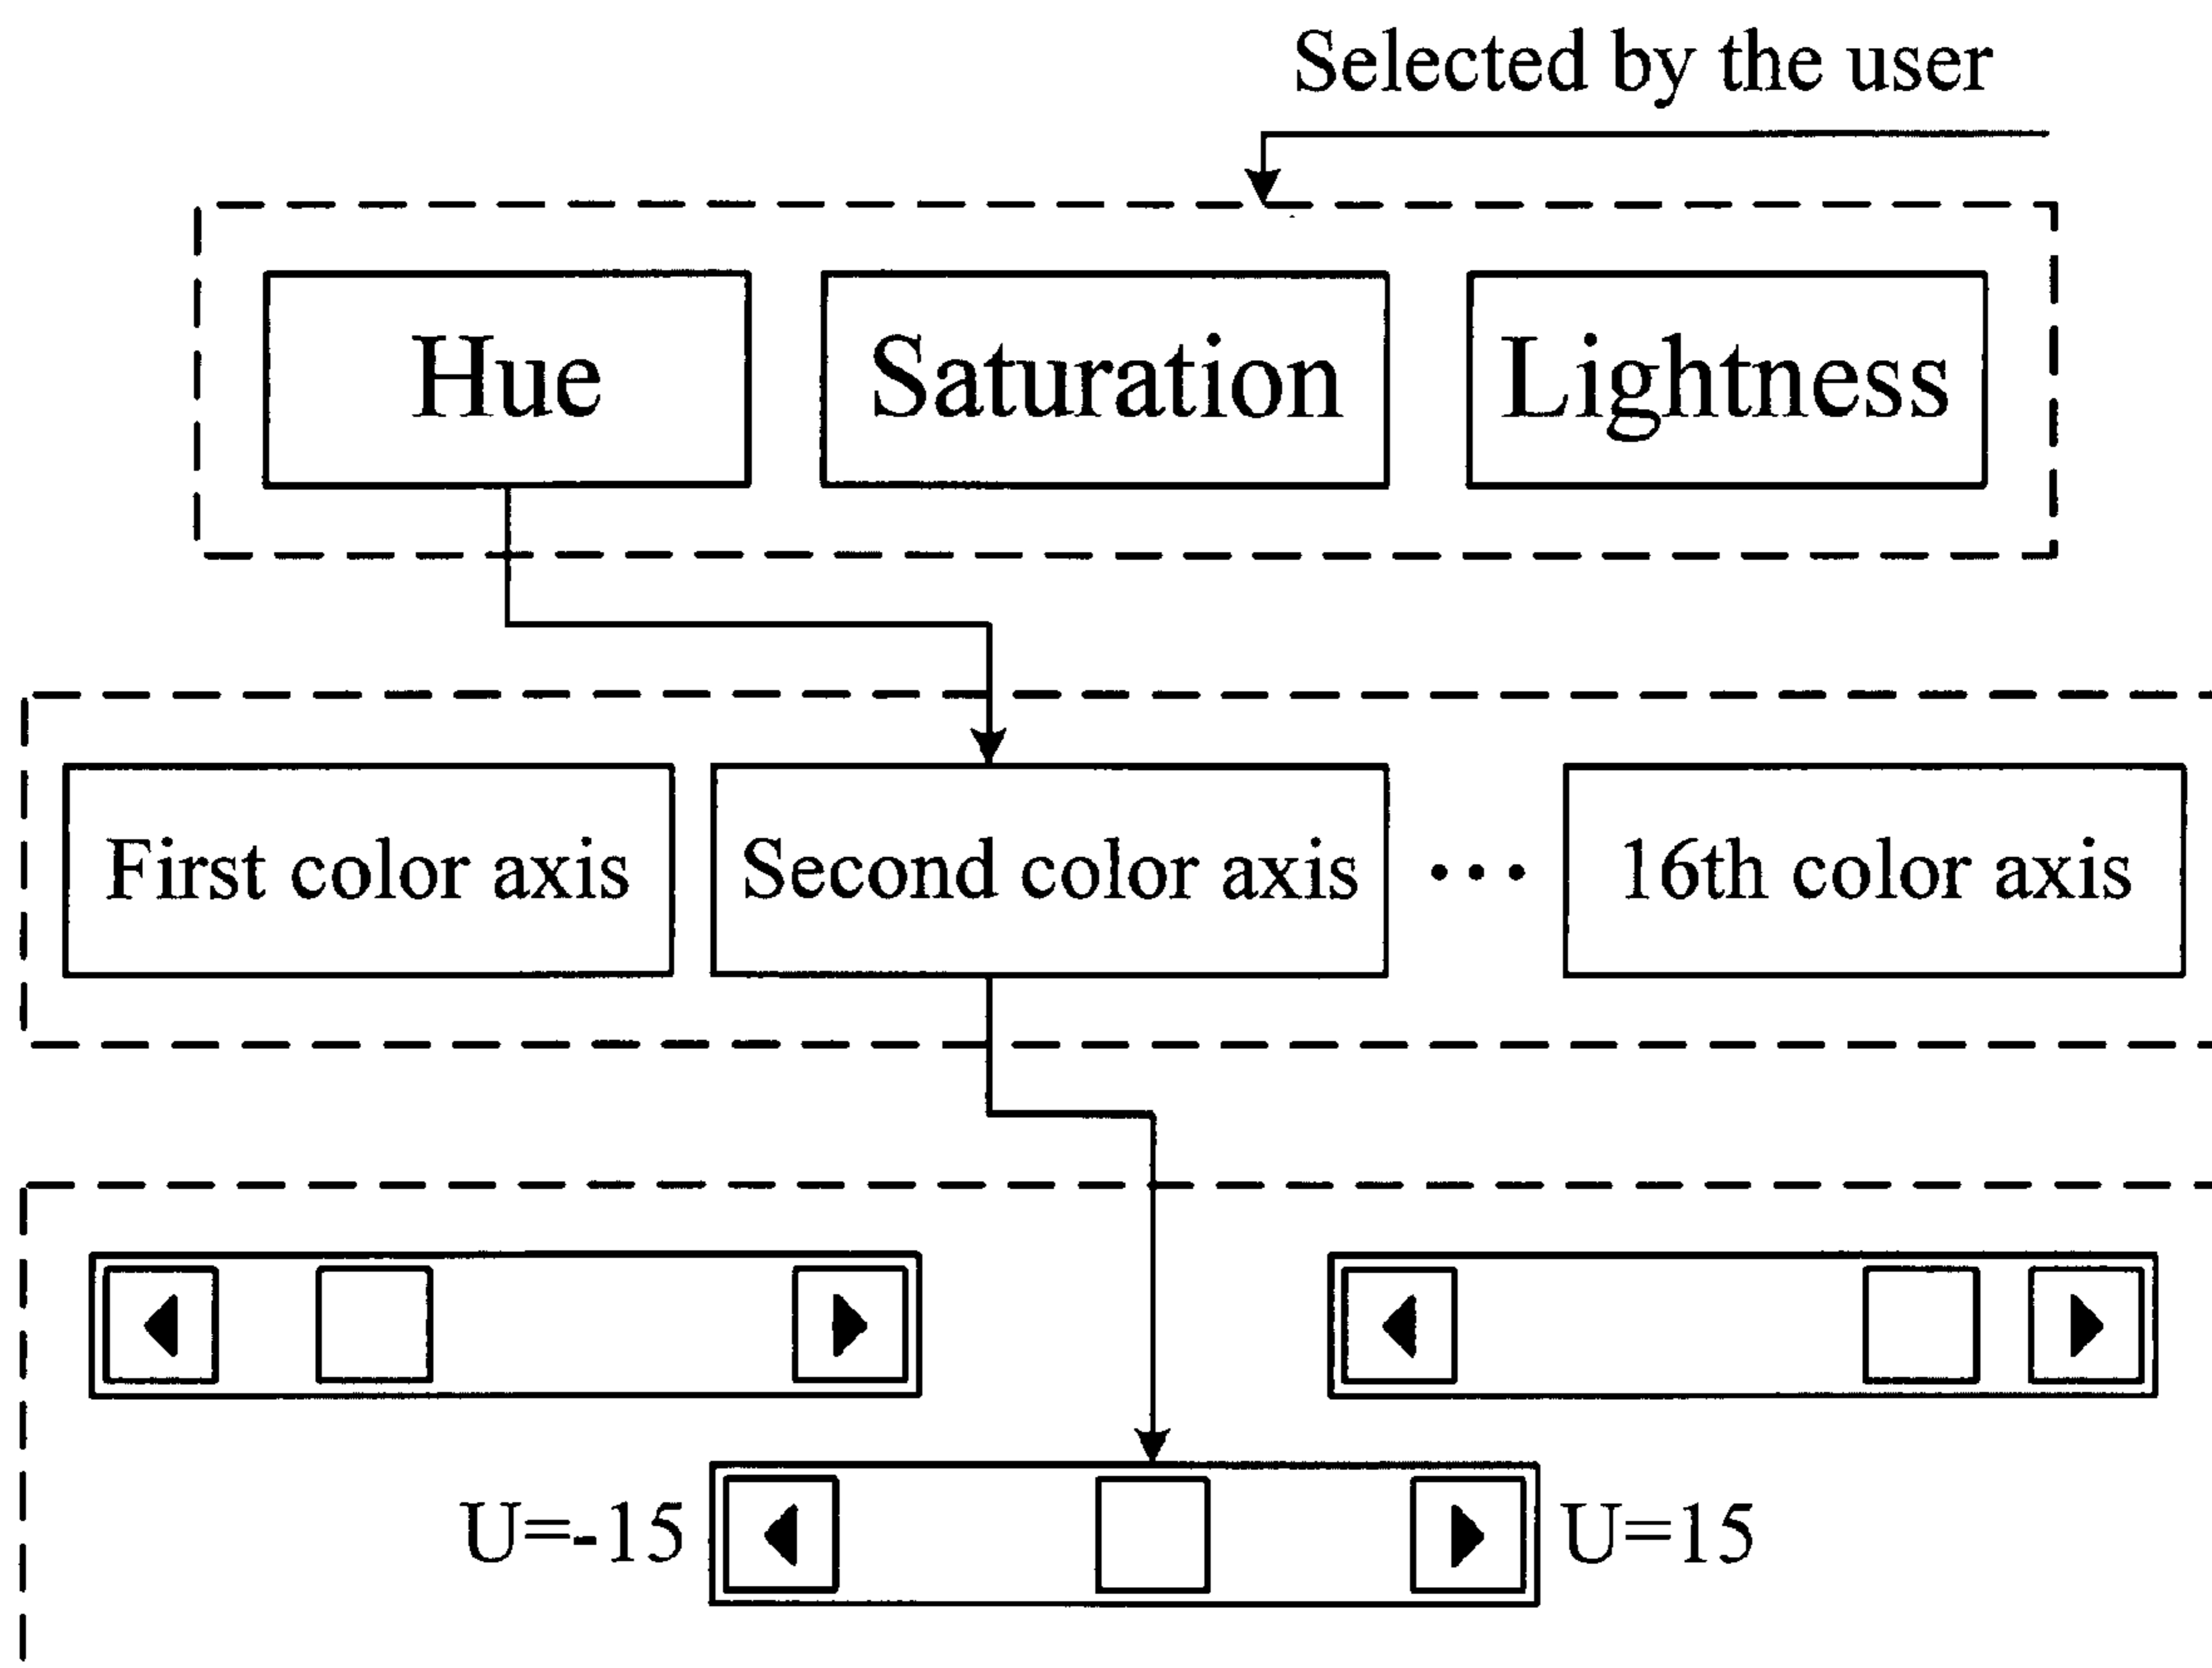 Selected by the user
Hue Saturation Lightness
First color axis Second color axis ... 16th color axis
U=-15 U=15